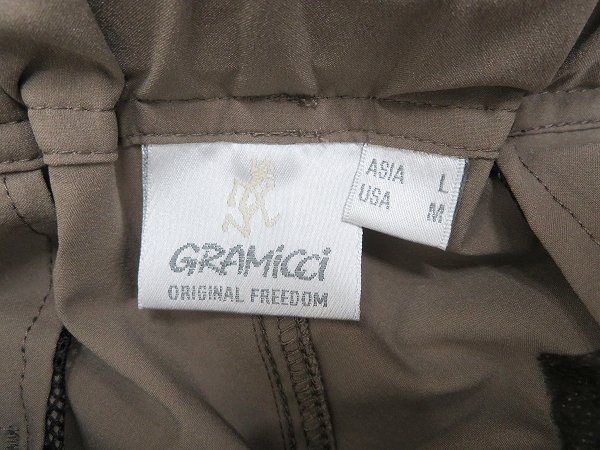 GRAMiCCi
ORIGINAL FREEDOM
ASIA L
USA M